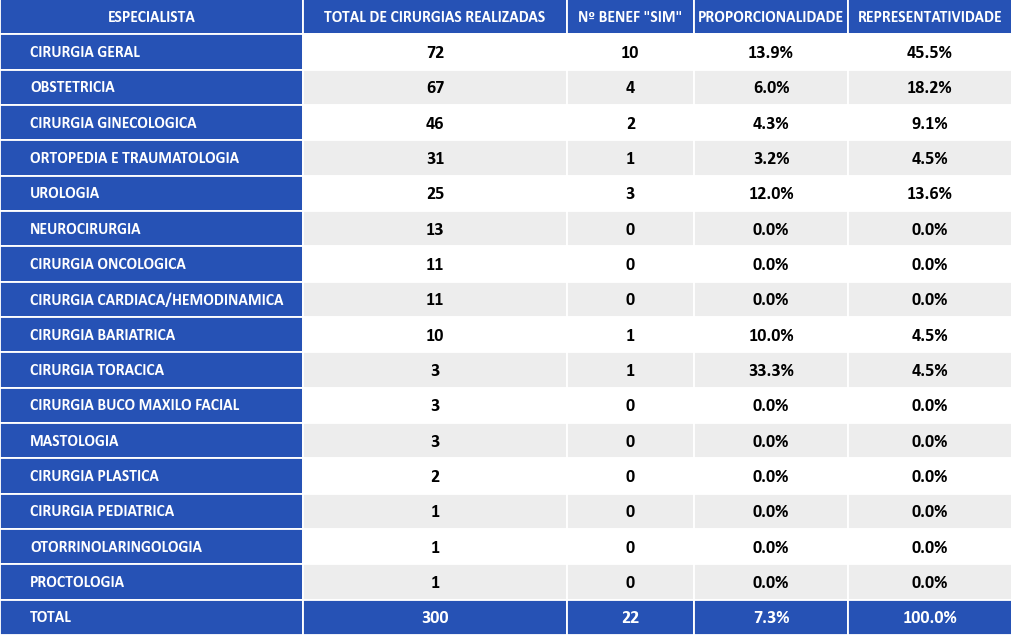 ESPECIALISTA TOTAL DE CIRURGIAS REALIZADAS Nº BENEF "SIM" PROPORCIONALIDADE REPRESENTATIVIDADE
CIRURGIA GERAL 72 10 13.9% 45.5%
OBSTETRICIA 67 4 6.0% 18.2%
CIRURGIA GINECOLOGICA 46 2 4.3% 9.1%
ORTOPEDIA E TRAUMATOLOGIA 31 1 3.2% 4.5%
UROLOGIA 25 3 12.0% 13.6%
NEUROCIRURGIA 13 0 0.0% 0.0%
CIRURGIA ONCOLOGICA 11 0 0.0% 0.0%
CIRURGIA CARDIACA/HEMODINAMICA 11 0 0.0% 0.0%
CIRURGIA BARIATRICA 10 1 10.0% 4.5%
CIRURGIA TORACICA 3 1 33.3% 4.5%
CIRURGIA BUCO MAXILO FACIAL 3 0 0.0% 0.0%
MASTOLOGIA 3 0 0.0% 0.0%
CIRURGIA PLASTICA 2 0 0.0% 0.0%
CIRURGIA PEDIATRICA 1 0 0.0% 0.0%
OTORRINOLARINGOLOGIA 1 0 0.0% 0.0%
PROCTOLOGIA 1 0 0.0% 0.0%
TOTAL 300 22 7.3% 100.0%